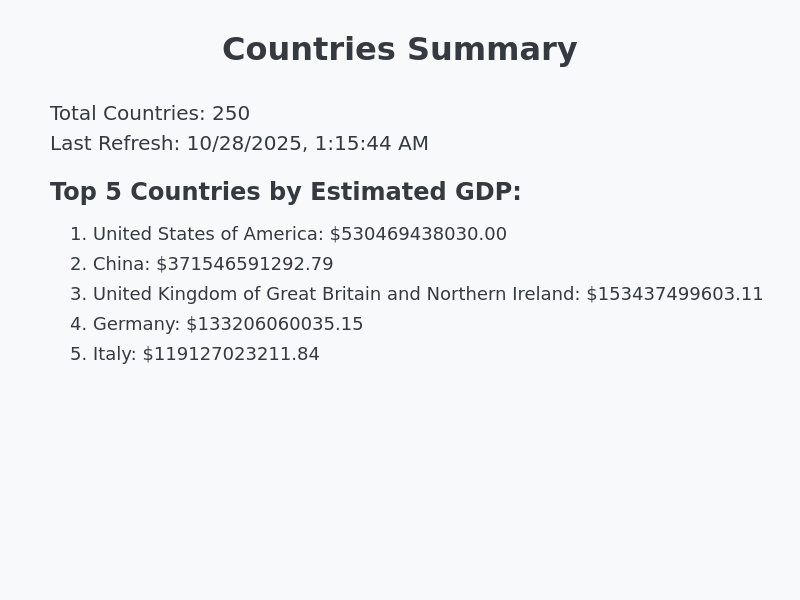 Countries Summary
Total Countries: 250
Last Refresh: 10/28/2025, 1:15:44 AM
Top 5 Countries by Estimated GDP:
1. United States of America: $530469438030.00
2. China: $371546591292.79
3. United Kingdom of Great Britain and Northern Ireland: $153437499603.11
4. Germany: $133206060035.15
5. Italy: $119127023211.84